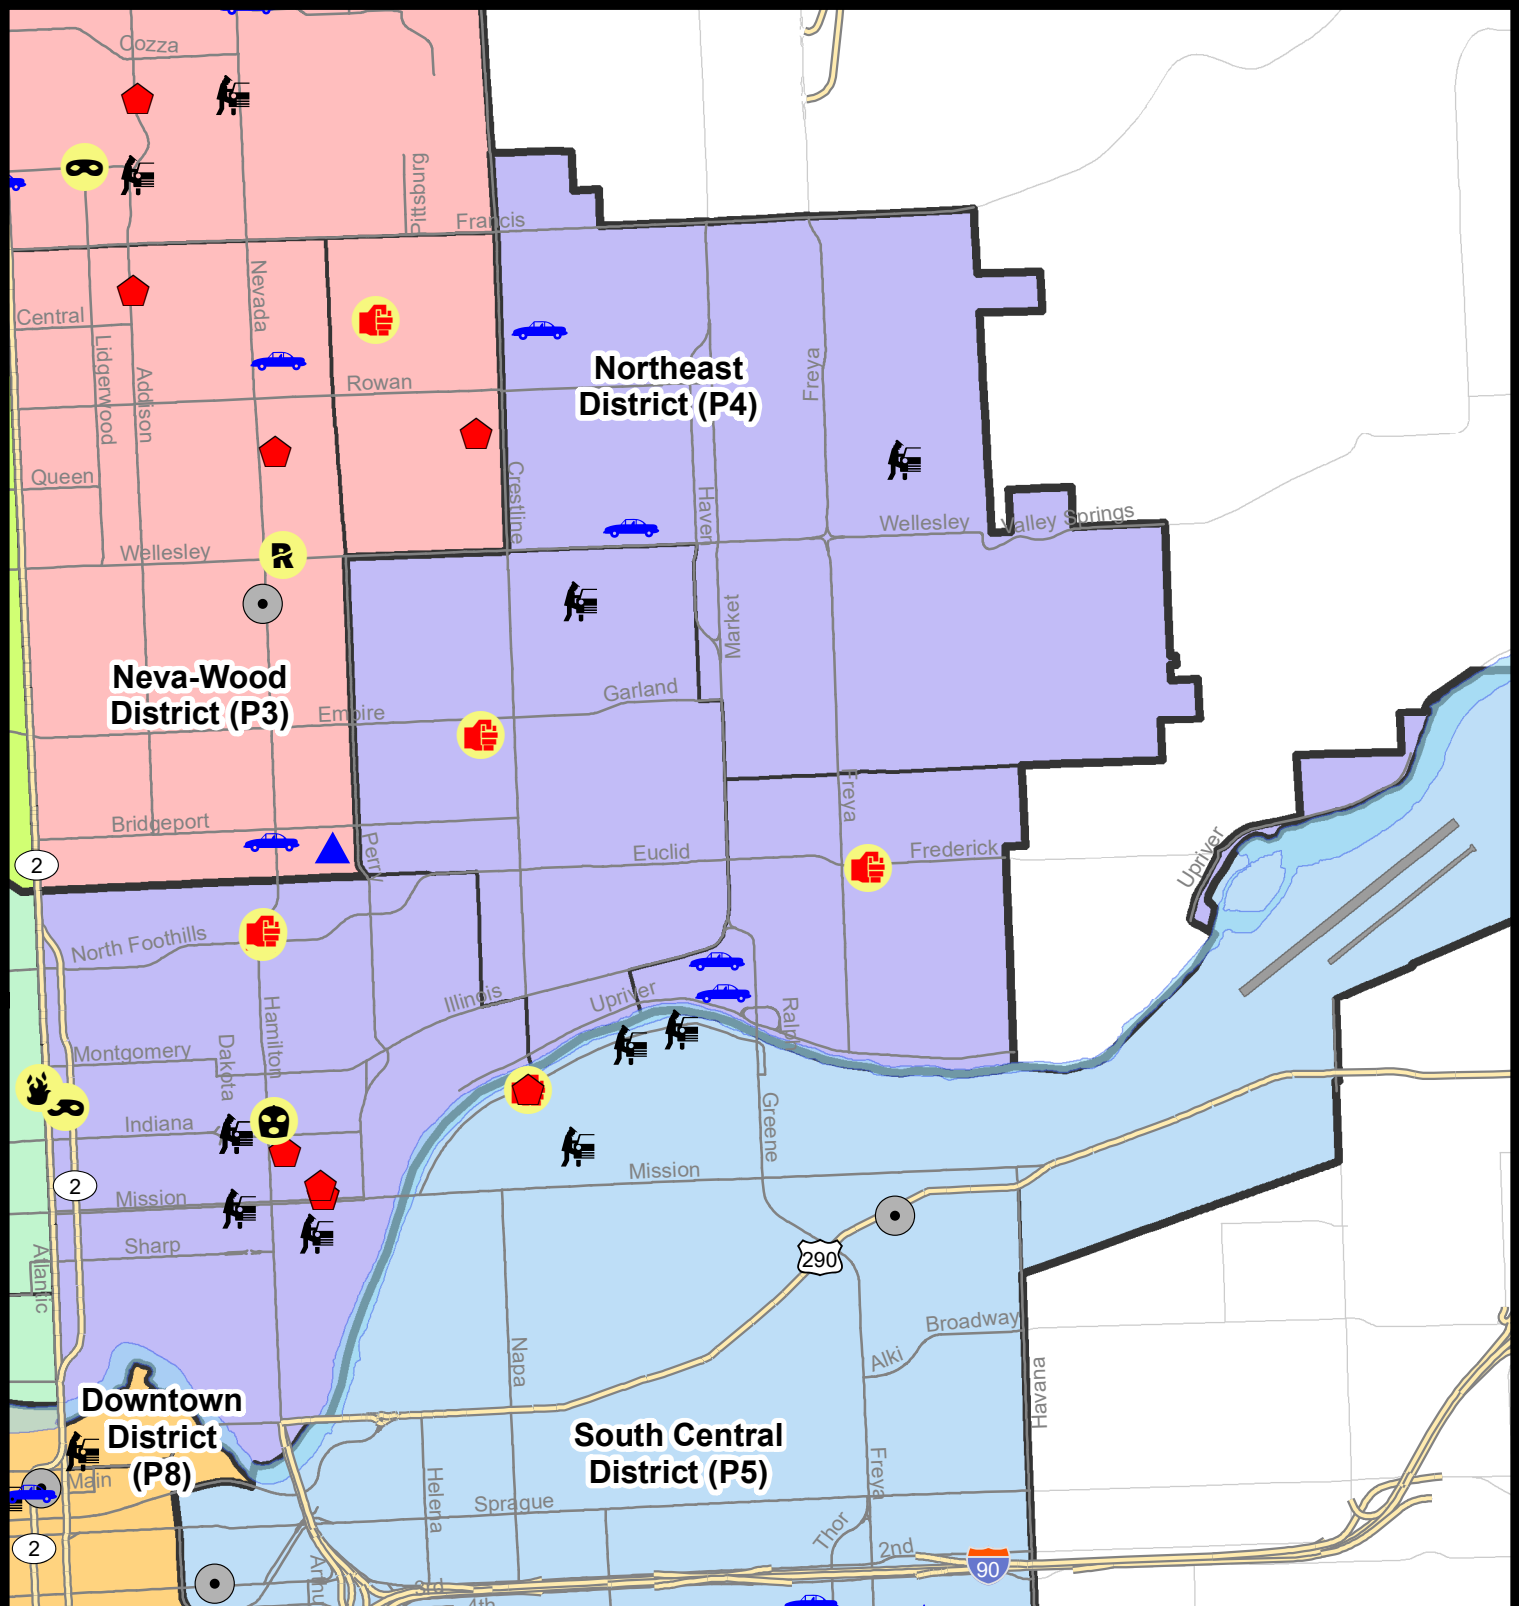 Cozza
Pittsburg
Francis
Nevada
Central
Lidgerwood
Addison
Rowan
Northeast
District (P4)
Freya
Queen
Crestline
Haven
Wellesley
Valley Springs
Wellesley
Market
Neva-Wood
District (P3)
Garland
Empire
Bridgeport
Perry
Freya
Euclid
Frederick
Upriver
2
North Foothills
Illinois
Upriver
Ralph
Hamilton
Dakota
Montgomery
Indiana
Greene
Mission
2
Mission
Sharp
Atlantic
290
Broadway
Alki
Napa
Havana
Downtown
District
(P8)
South Central
District (P5)
Main
Helena
Freya
Sprague
Thor
2nd
2
90
3rd
4th